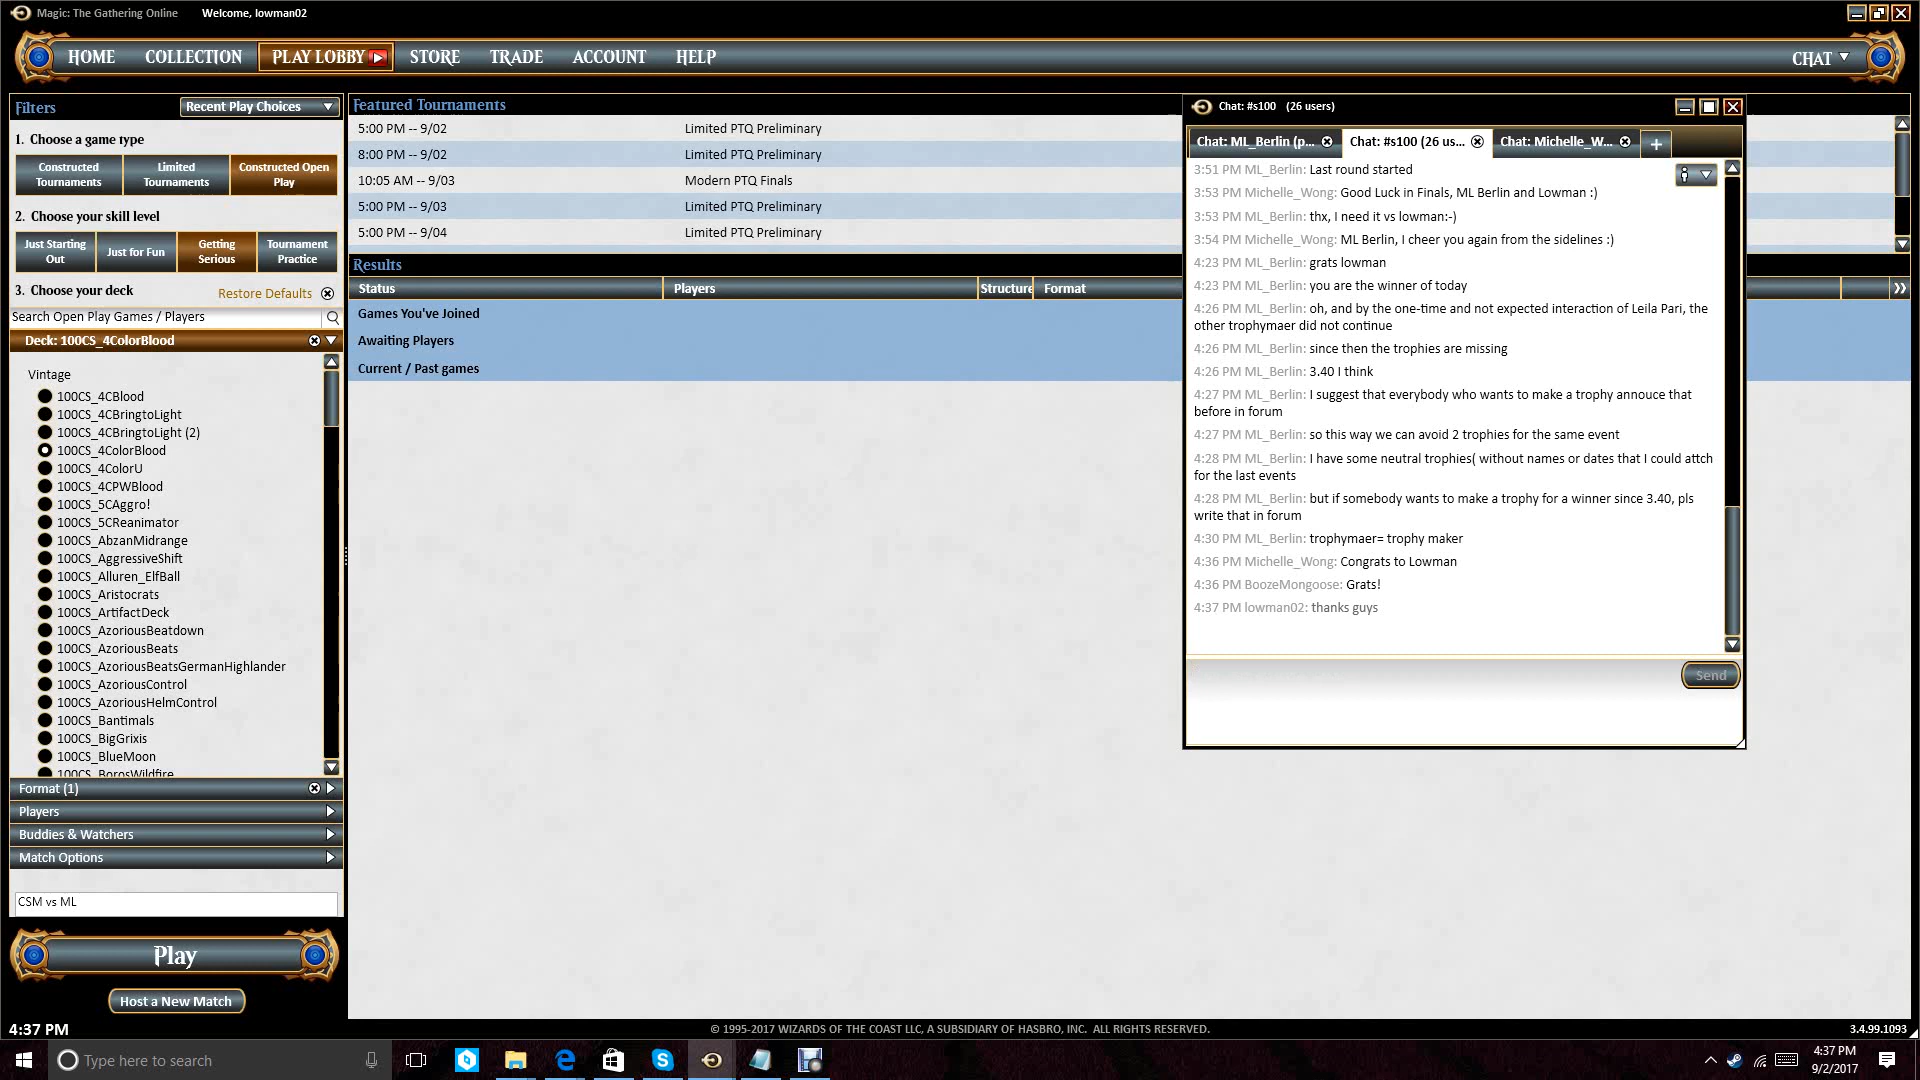 Magic: The Gathering Online Welcome, lowman02
HOME COLLECTION PLAY LOBBY STORE TRADE ACCOUNT HELP CHAT
Filters
Recent Play Choices
1. Choose a game type
Constructed Tournaments
Limited Tournaments
Constructed Open Play
2. Choose your skill level
Just Starting Out
Just for Fun
Getting Serious
Tournament Practice
3. Choose your deck
Restore Defaults
Search Open Play Games / Players
Deck: 100CS_4ColorBlood
Vintage
100CS_4CBlood
100CS_4CBringtoLight
100CS_4CBringtoLight (2)
100CS_4ColorBlood
100CS_4ColorU
100CS_4CPWBlood
100CS_5CAggro!
100CS_5CReanimator
100CS_AbzanMidrange
100CS_AggressiveShift
100CS_Alluren_ElfBall
100CS_Aristocrats
100CS_ArtifactDeck
100CS_AzoriousBeatdown
100CS_AzoriousBeats
100CS_AzoriousBeatsGermanHighlander
100CS_AzoriousControl
100CS_AzoriousHelmControl
100CS_Bantimals
100CS_BigGrixis
100CS_BlueMoon
100CS_BorosWildfire
Format (1)
Players
Buddies & Watchers
Match Options
CSM vs ML
Play
Host a New Match
4:37 PM
Featured Tournaments
5:00 PM -- 9/02 Limited PTQ Preliminary
8:00 PM -- 9/02 Limited PTQ Preliminary
10:05 AM -- 9/03 Modern PTQ Finals
5:00 PM -- 9/03 Limited PTQ Preliminary
5:00 PM -- 9/04 Limited PTQ Preliminary
Results
Status Players Structure Format
Games You've Joined
Awaiting Players
Current / Past games
Chat: #s100 (26 users)
Chat: ML_Berlin (p... Chat: #s100 (26 us... Chat: Michelle_W... +
3:51 PM ML_Berlin: Last round started
3:53 PM Michelle_Wong: Good Luck in Finals, ML Berlin and Lowman :)
3:53 PM ML_Berlin: thx, I need it vs lowman:-)
3:54 PM Michelle_Wong: ML Berlin, I cheer you again from the sidelines :)
4:23 PM ML_Berlin: grats lowman
4:23 PM ML_Berlin: you are the winner of today
4:26 PM ML_Berlin: oh, and by the one-time and not expected interaction of Leila Pari, the
other trophymaer did not continue
4:26 PM ML_Berlin: since then the trophies are missing
4:26 PM ML_Berlin: 3.40 I think
4:27 PM ML_Berlin: I suggest that everybody who wants to make a trophy annouce that
before in forum
4:27 PM ML_Berlin: so this way we can avoid 2 trophies for the same event
4:28 PM ML_Berlin: I have some neutral trophies( without names or dates that I could attch
for the last events
4:28 PM ML_Berlin: but if somebody wants to make a trophy for a winner since 3.40, pls
write that in forum
4:30 PM ML_Berlin: trophymaer= trophy maker
4:36 PM Michelle_Wong: Congrats to Lowman
4:36 PM BoozeMongoose: Grats!
4:37 PM lowman02: thanks guys
Send
© 1995-2017 WIZARDS OF THE COAST LLC, A SUBSIDIARY OF HASBRO, INC. ALL RIGHTS RESERVED.
3.4.99.1093
Type here to search
4:37 PM
9/2/2017